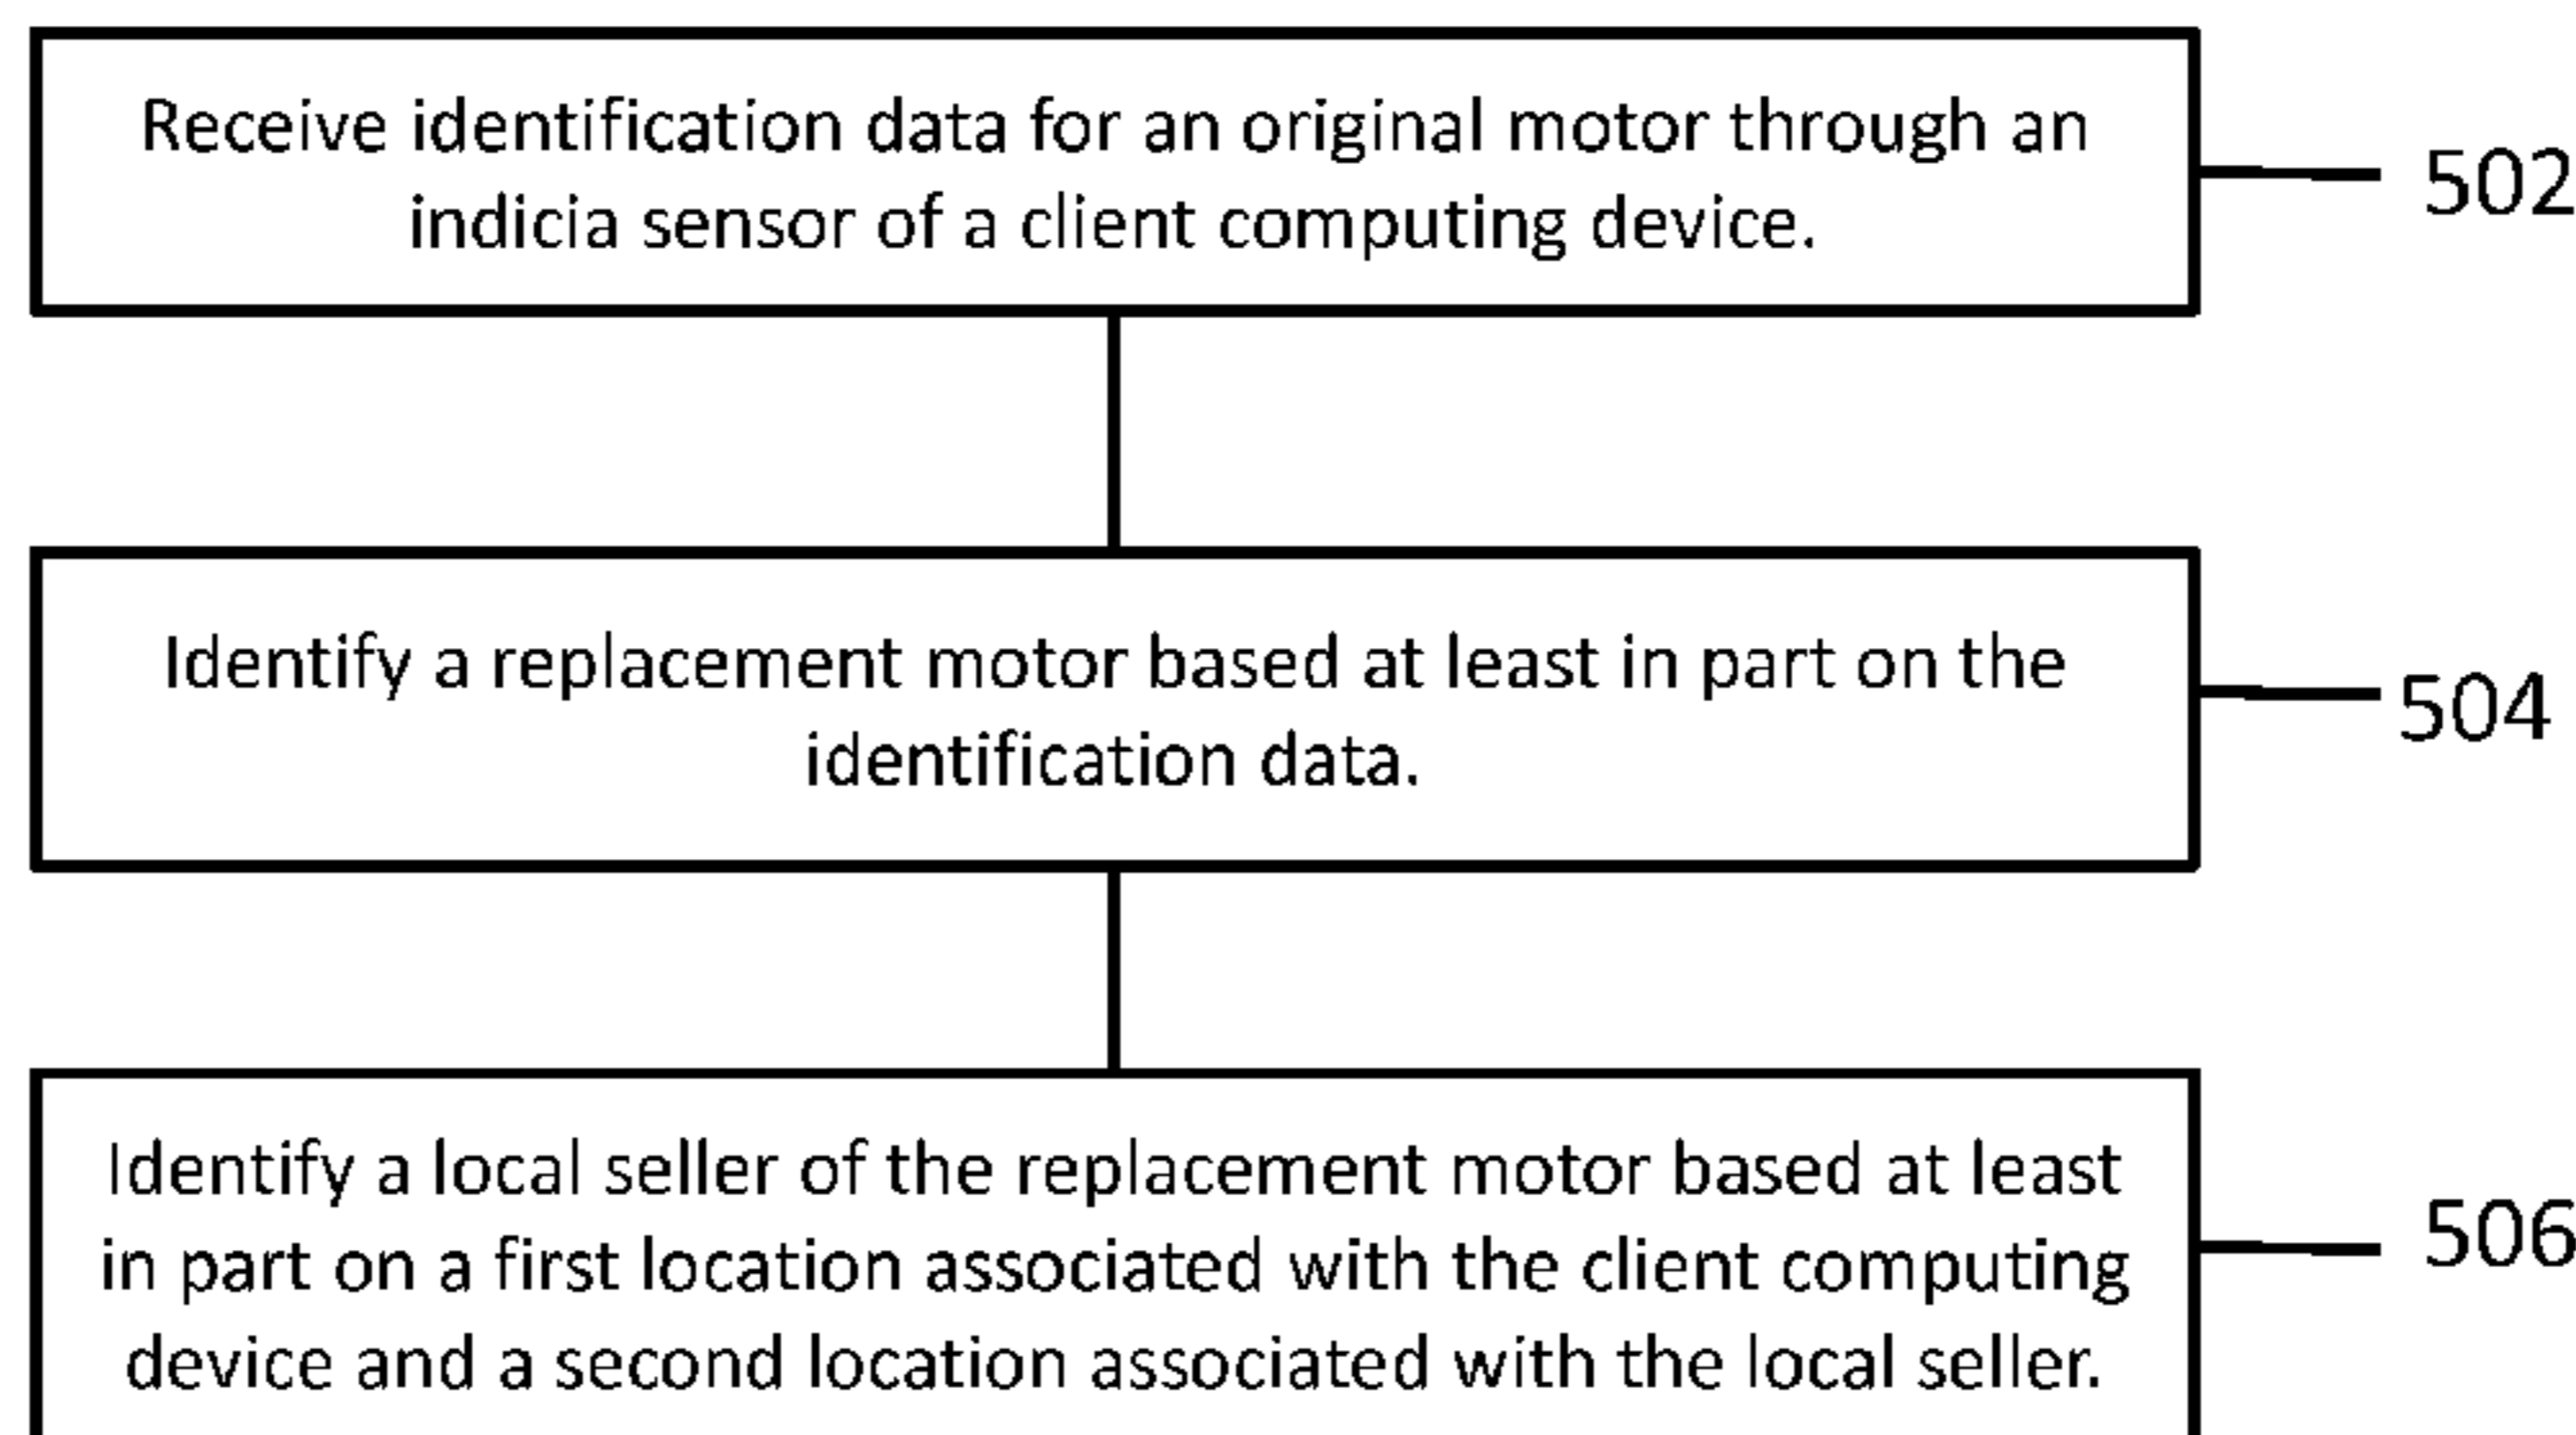 Receive identification data for an original motor through an
indicia sensor of a client computing device.
502
Identify a replacement motor based at least in part on the
identification data.
504
Identify a local seller of the replacement motor based at least
in part on a first location associated with the client computing
device and a second location associated with the local seller.
506